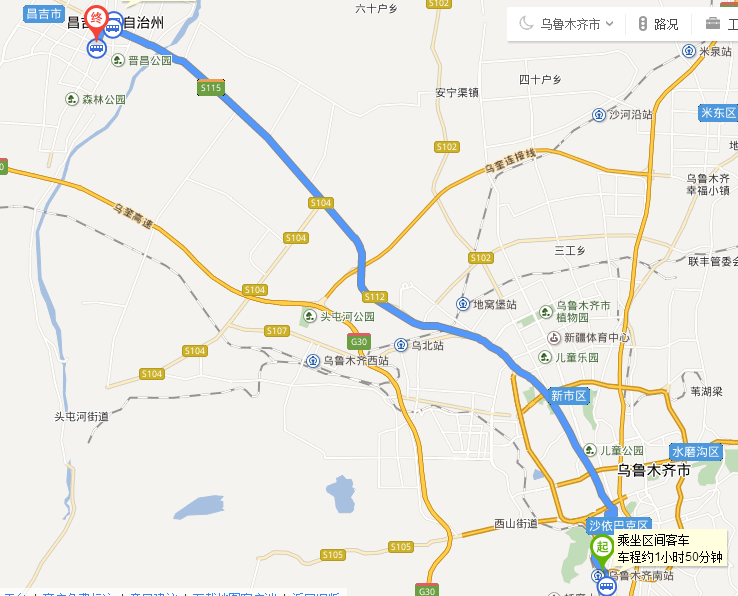 昌吉市
终
昌吉
自治州
晋昌公园
森林公园
六十户乡
S102
乌鲁木齐市
路况
工
米泉站
S115
四十户乡
安宁渠镇
沙河沿站
米东区
S102
乌奎连接线
乌鲁木齐
幸福小镇
乌奎高速
S104
S104
S102
三工乡
联丰管委会
S104
S112
地窝堡站
乌鲁木齐市
植物园
头屯河公园
S107
G30
乌北站
新疆体育中心
S104
乌鲁木齐西站
儿童乐园
S104
新市区
苇湖梁
头屯河街道
儿童公园
水磨沟区
乌鲁木齐市
西山街道
沙依巴克区
S105
S105
起
乘坐区间客车
车程约1小时50分钟
乌鲁木齐南站
G30